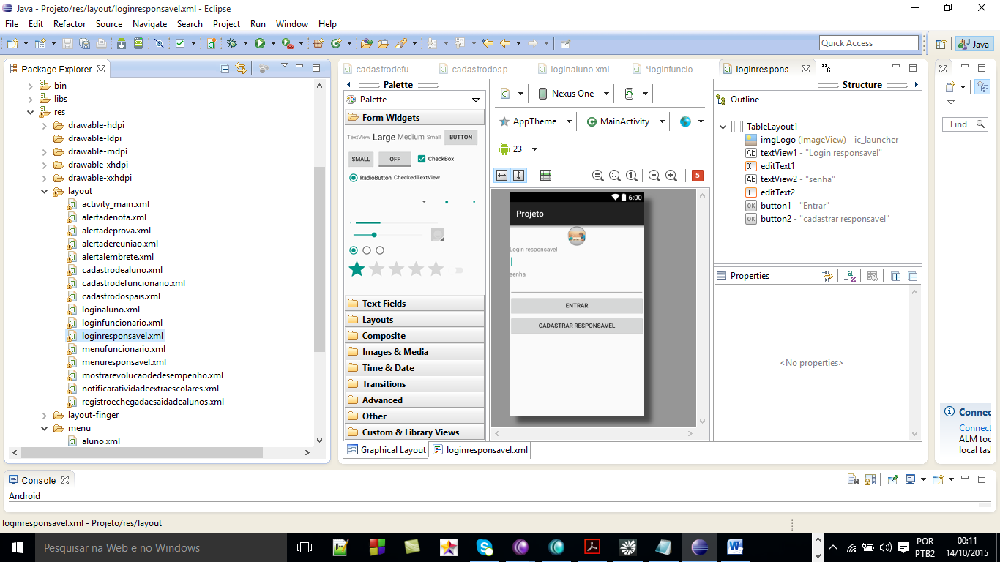 Java - Projeto/res/layout/loginresponsavel.xml - Eclipse
File Edit Refactor Source Navigate Search Project Run Window Help
Quick Access
Java
Package Explorer
bin
libs
res
drawable-hdpi
drawable-ldpi
drawable-mdpi
drawable-xhdpi
drawable-xxhdpi
layout
activity_main.xml
alertadenota.xml
alertadeprova.xml
alertadereuniao.xml
alertalembrete.xml
cadastrodealuno.xml
cadastrodefuncionario.xml
cadastrodospais.xml
loginaluno.xml
loginfuncionario.xml
loginresponsavel.xml
menufuncionario.xml
menuresponsavel.xml
mostrarevolucaodedesempenho.xml
notificaratividadeextraescolares.xml
registroechegadaesaidadealunos.xml
layout-finger
menu
aluno.xml
cadastrodefu... cadastrodosp... loginaluno.xml *loginfuncio... loginrespons... »6
Palette
Palette
Form Widgets
TextView Large Medium Small BUTTON
SMALL OFF CheckBox
RadioButton CheckedTextView
Text Fields
Layouts
Composite
Images & Media
Time & Date
Transitions
Advanced
Other
Custom & Library Views
Nexus One
AppTheme MainActivity
23
1
5
6:00
Projeto
Login responsavel
senha
ENTRAR
CADASTRAR RESPONSAVEL
Graphical Layout loginresponsavel.xml
Structure
Outline
TableLayout1
imgLogo (ImageView) - ic_launcher
Ab textView1 - "Login responsavel"
editText1
Ab textView2 - "senha"
editText2
OK button1 - "Entrar"
OK button2 - "cadastrar responsavel"
Properties
<No properties>
Find
Connec
Connect
ALM toc
local tas
Console
Android
loginresponsavel.xml - Projeto/res/layout
Pesquisar na Web e no Windows
POR
PTB2
00:11
14/10/2015